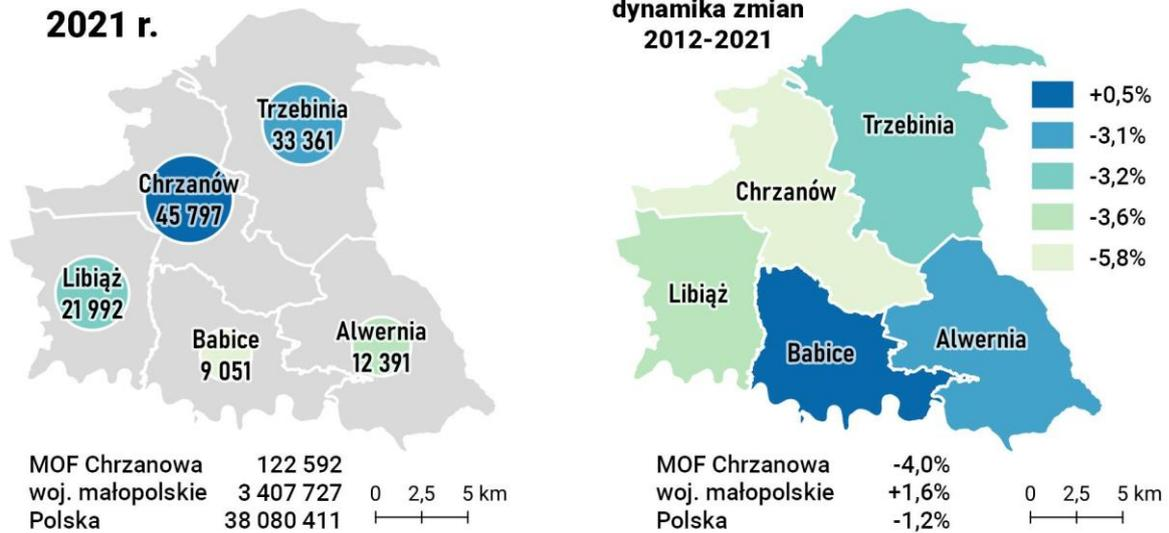 2021 r.
Trzebinia
33 361
Chrzanów
45 797
Libiąż
21 992
Babice
9 051
Alwernia
12 391
MOF Chrzanowa 122 592
woj. małopolskie 3 407 727
Polska 38 080 411
0 2,5 5 km
dynamika zmian
2012-2021
Trzebinia
Chrzanów
Libiąż
Babice
Alwernia
+0,5%
-3,1%
-3,2%
-3,6%
-5,8%
MOF Chrzanowa -4,0%
woj. małopolskie +1,6%
Polska -1,2%
0 2,5 5 km